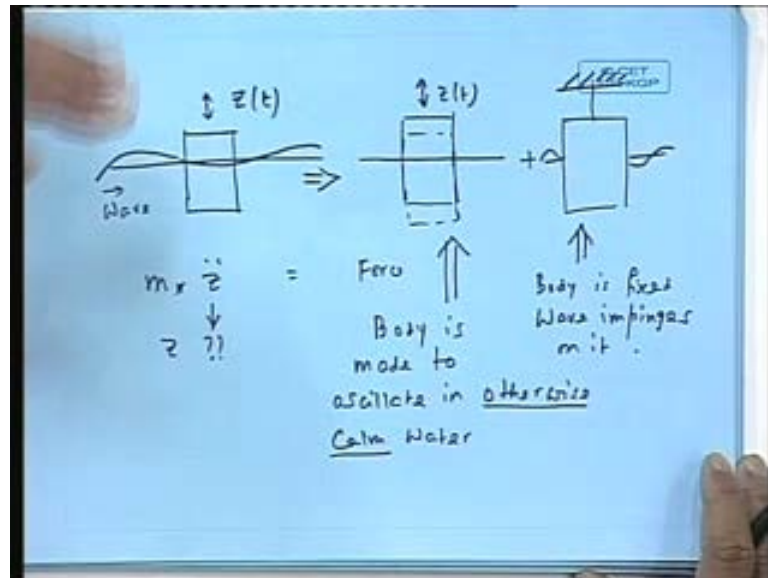 z(t)
z(t)
CET
KGP
+
Wave
⇒
m × z̈ = Force
z ??
Body is
made to
oscillate in otherwise
Calm Water
Body is fixed
Wave impinges
on it.